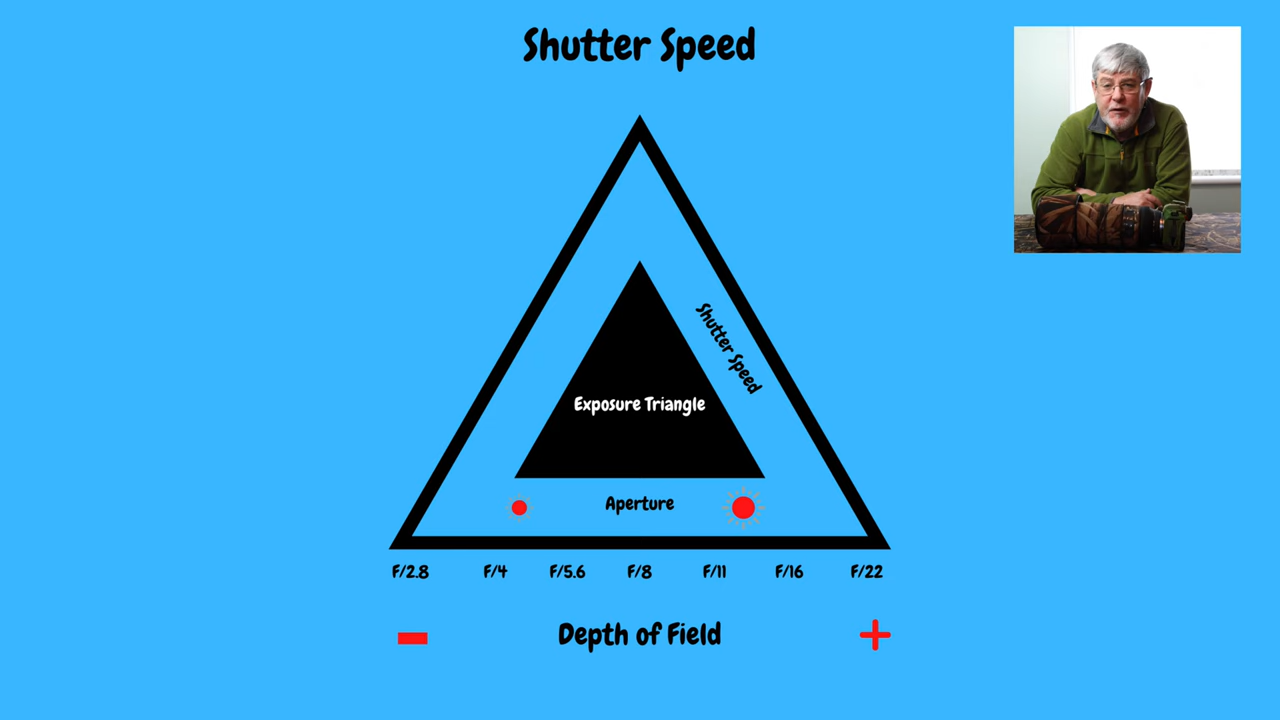 Shutter Speed
Shutter Speed
Exposure Triangle
Aperture
F/2.8 F/4 F/5.6 F/8 F/11 F/16 F/22
Depth of Field